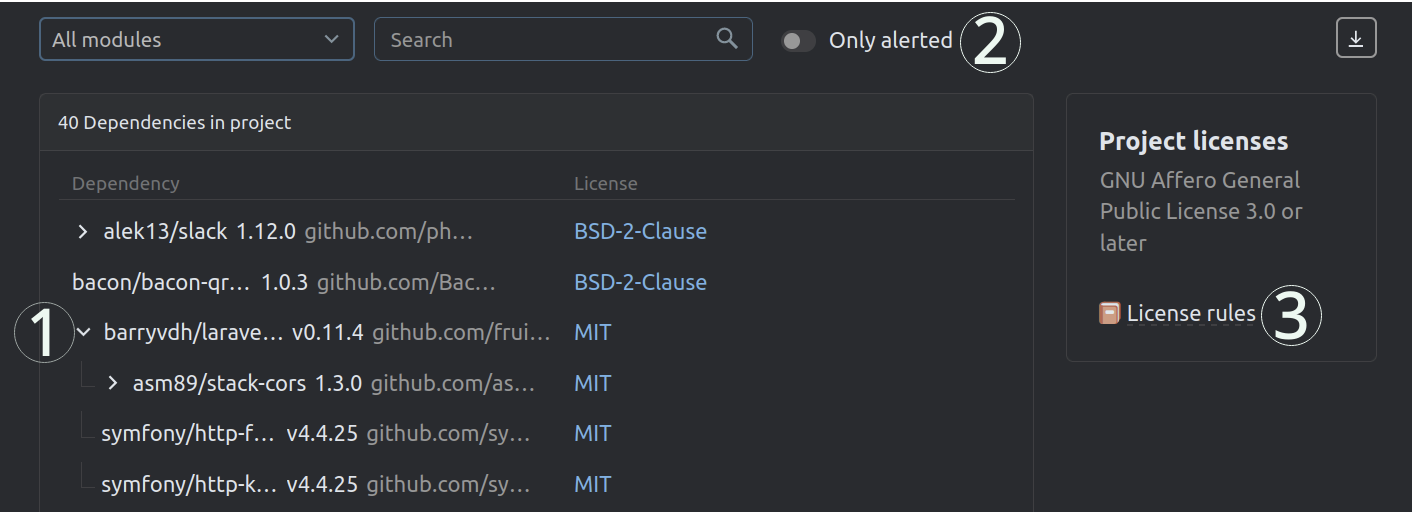 All modules
Search
Only alerted
2
40 Dependencies in project
Dependency License
alek13/slack 1.12.0 github.com/ph... BSD-2-Clause
bacon/bacon-qr... 1.0.3 github.com/Bac... BSD-2-Clause
1
barryvdh/larave... v0.11.4 github.com/frui... MIT
asm89/stack-cors 1.3.0 github.com/as... MIT
symfony/http-f... v4.4.25 github.com/sy... MIT
symfony/http-k... v4.4.25 github.com/sy... MIT
Project licenses
GNU Affero General
Public License 3.0 or
later
License rules
3